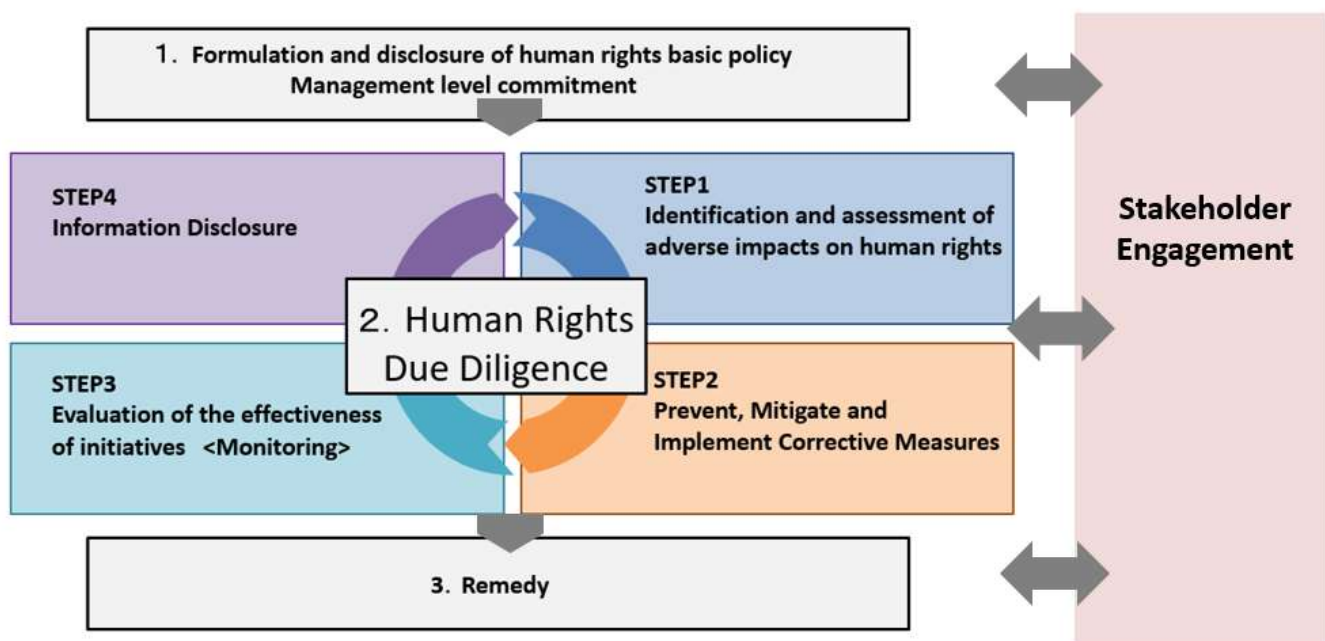 1. Formulation and disclosure of human rights basic policy
Management level commitment
STEP4
Information Disclosure
STEP1
Identification and assessment of
adverse impacts on human rights
2. Human Rights
Due Diligence
STEP3
Evaluation of the effectiveness
of initiatives <Monitoring>
STEP2
Prevent, Mitigate and
Implement Corrective Measures
3. Remedy
Stakeholder
Engagement